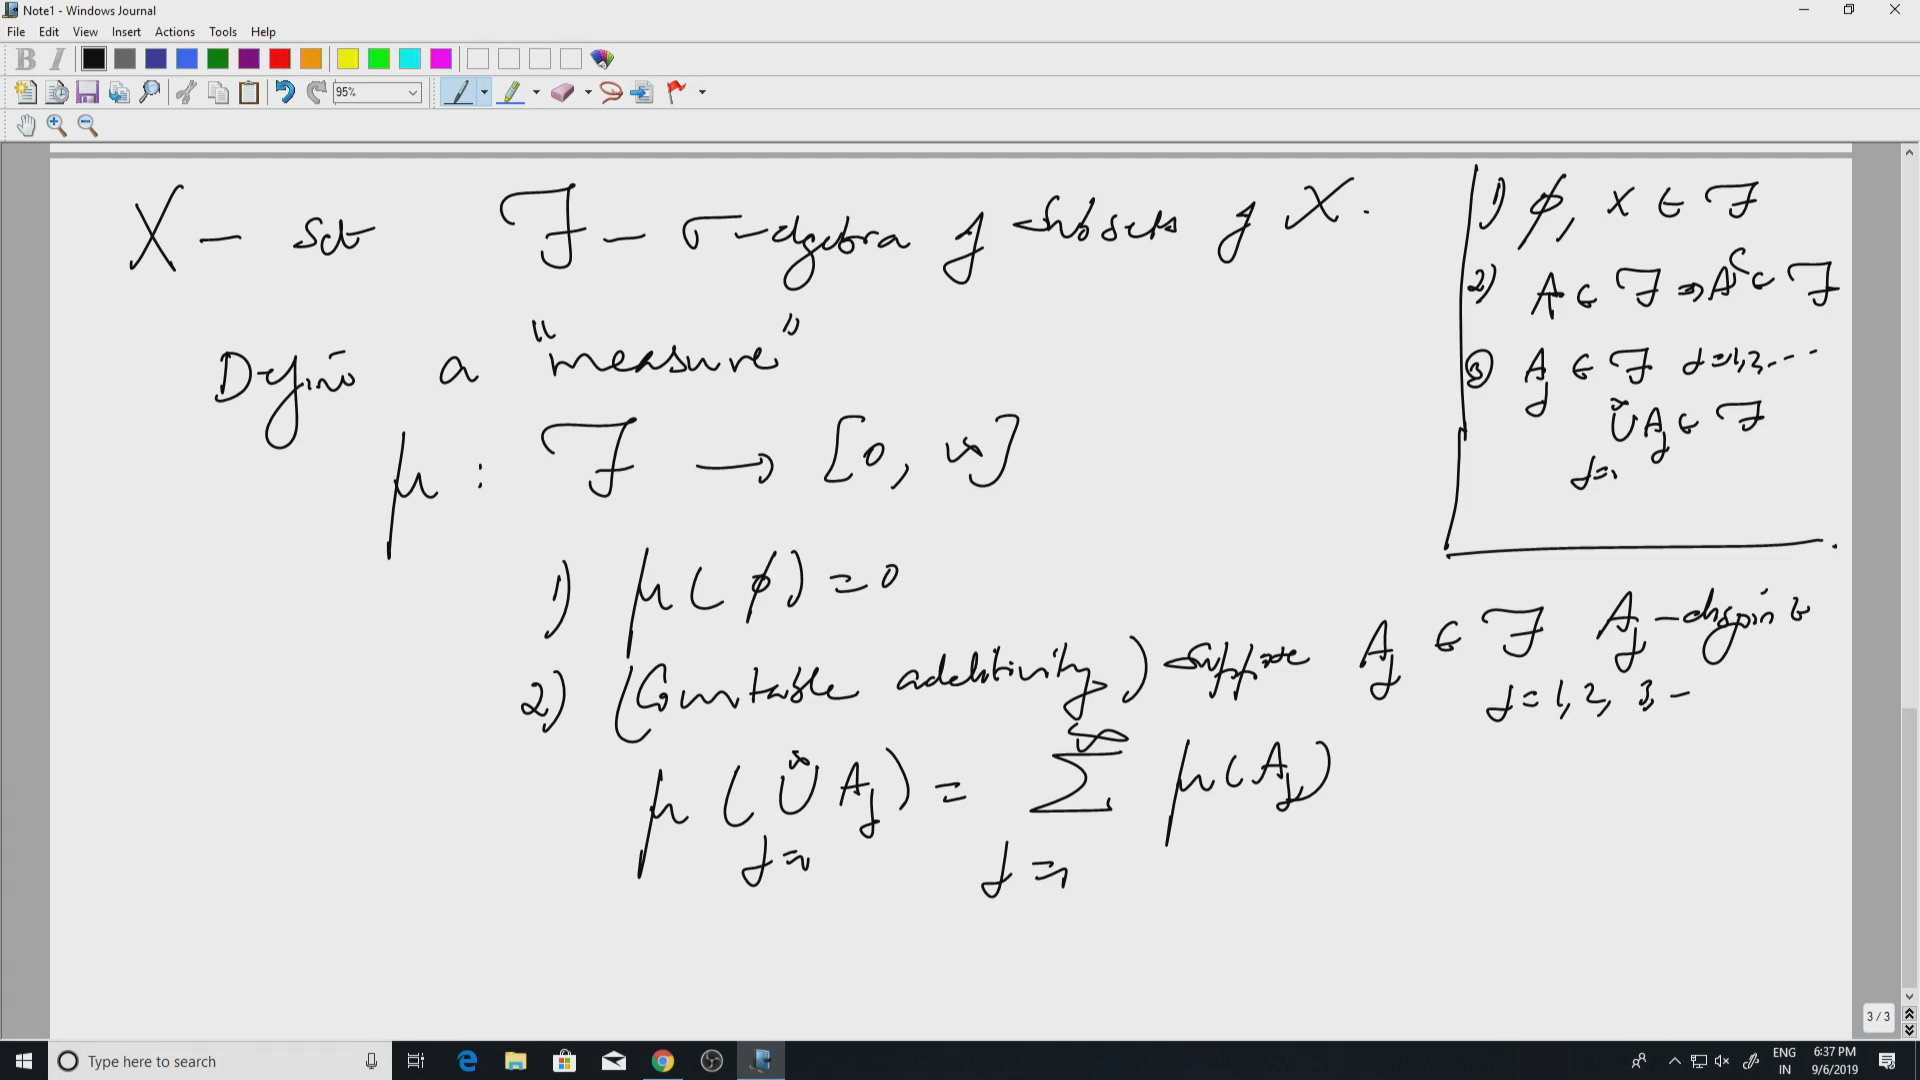 Note1 - Windows Journal
File Edit View Insert Actions Tools Help
B I
95%
X - Set ℱ - σ-algebra of subsets of X.
Define a "measure"
μ : ℱ → [0, ∞]
1) μ(ϕ) = 0
2) (Countable additivity) Suppose A_j ∈ ℱ A_j - disjoint
j = 1, 2, 3, -
μ(∪_{j=1}^∞ A_j) = Σ_{j=1}^∞ μ(A_j)
1) ϕ, X ∈ ℱ
2) A ∈ ℱ ⇒ A^c ∈ ℱ
3) A_j ∈ ℱ j = 1, 2, ...
∪_{j=1}^∞ A_j ∈ ℱ
3 / 3
Type here to search
ENG
IN
6:37 PM
9/6/2019